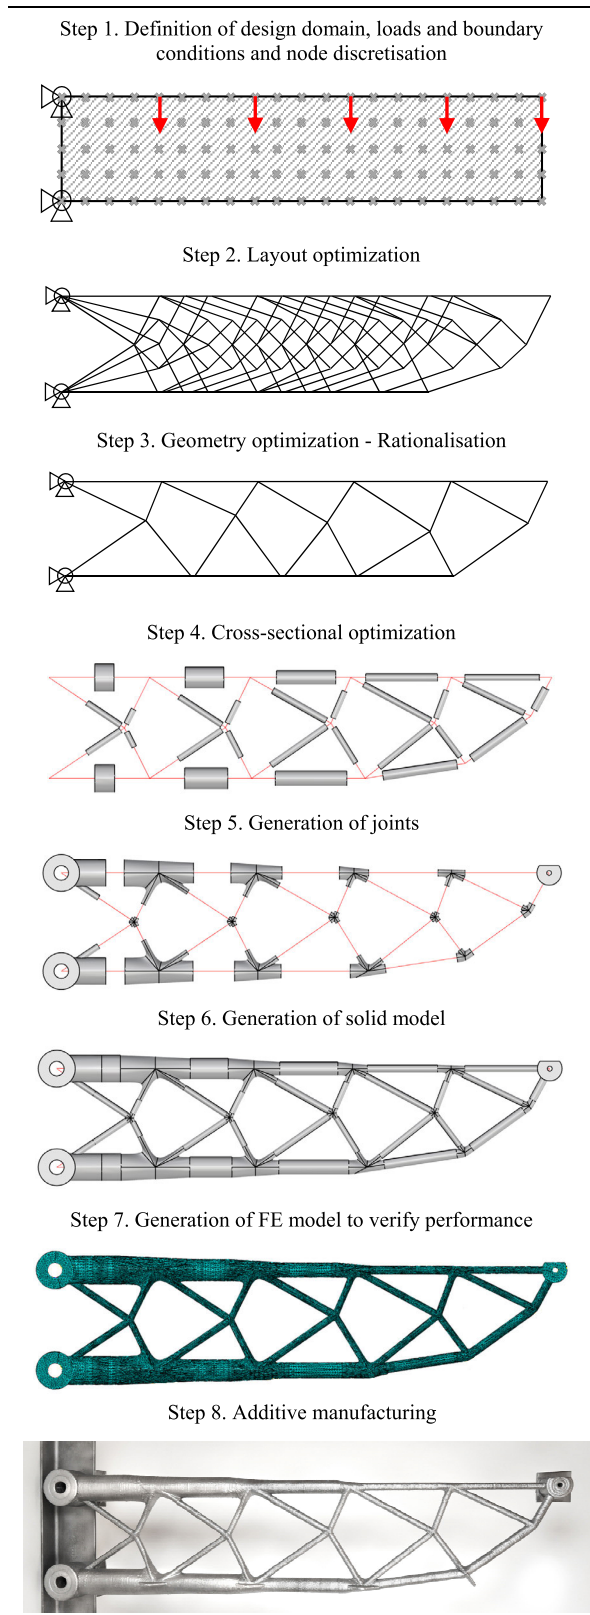 Step 1. Definition of design domain, loads and boundary
conditions and node discretisation
Step 2. Layout optimization
Step 3. Geometry optimization - Rationalisation
Step 4. Cross-sectional optimization
Step 5. Generation of joints
Step 6. Generation of solid model
Step 7. Generation of FE model to verify performance
Step 8. Additive manufacturing